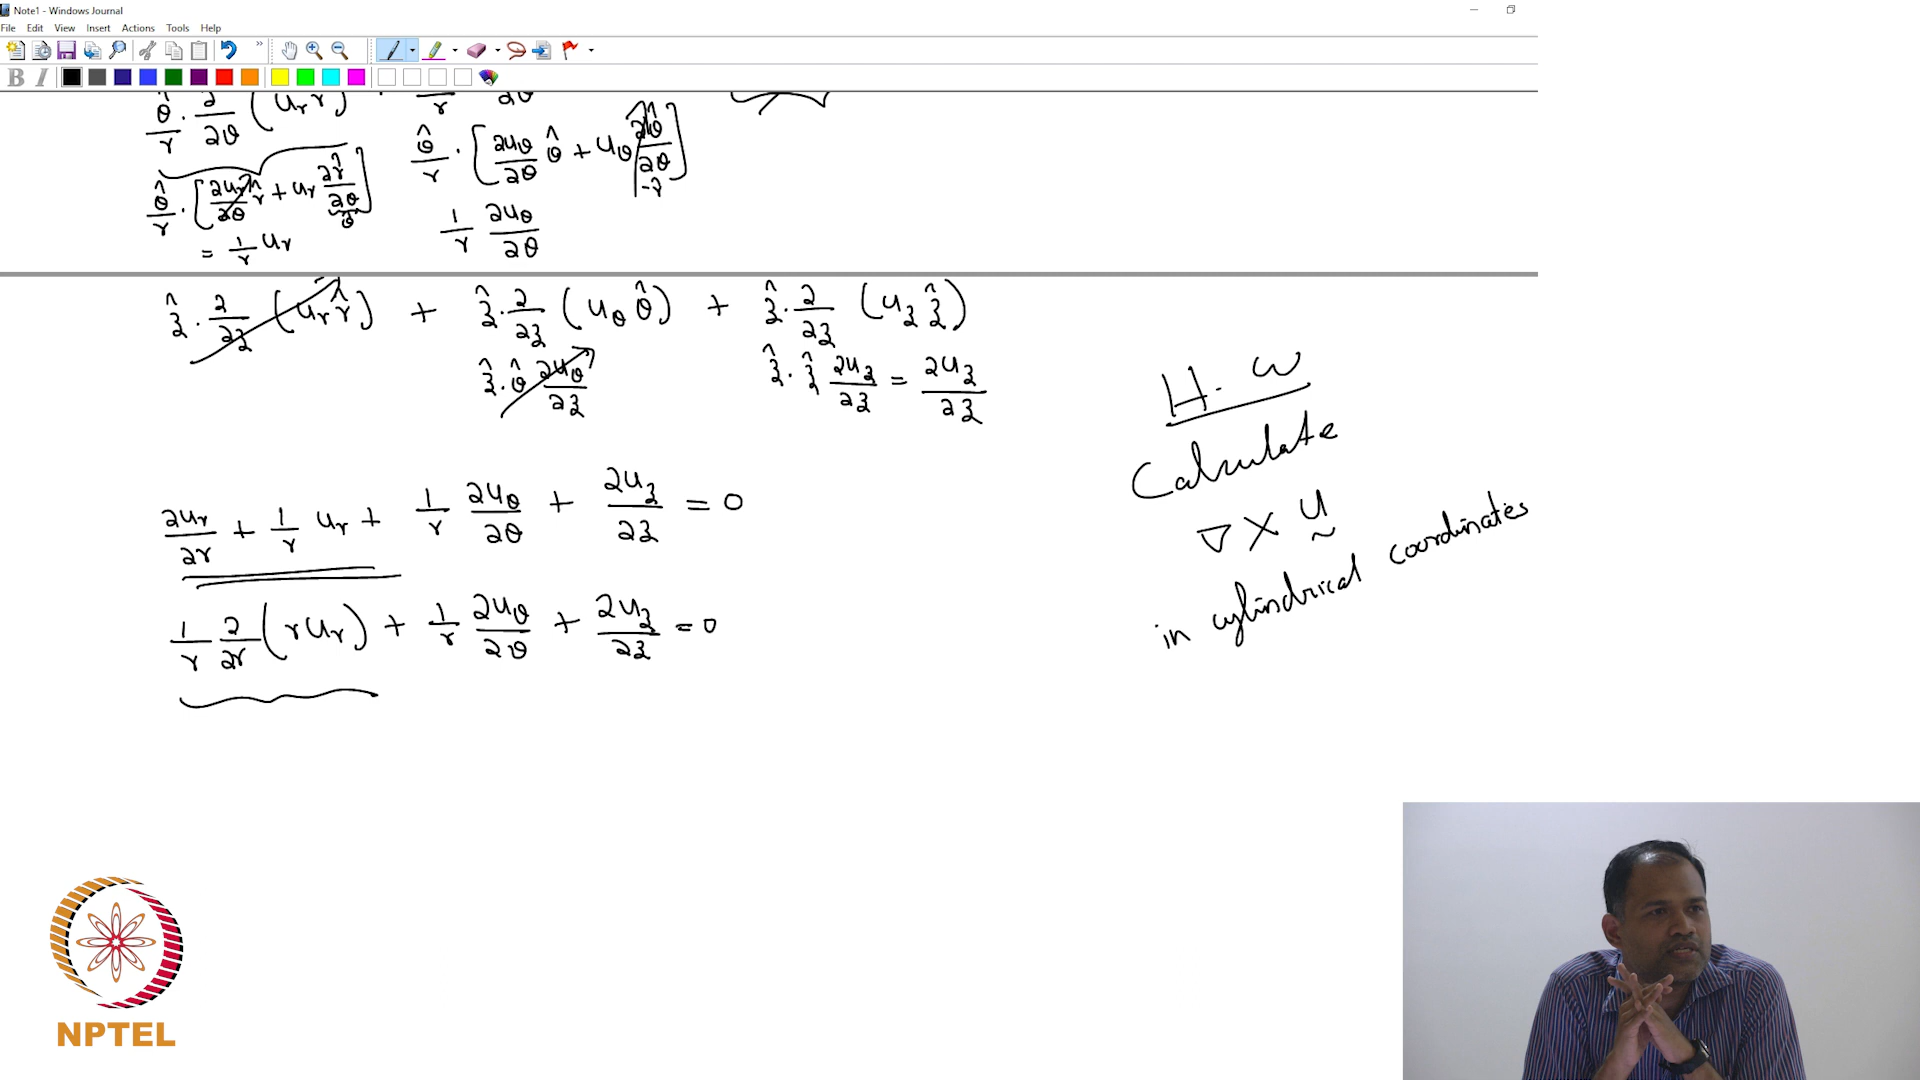 Note1 - Windows Journal
File Edit View Insert Actions Tools Help
B I
θ̂/r · ∂/∂θ (u_r r̂)
θ̂/r · [∂u_r/∂θ r̂ + u_r ∂r̂/∂θ]
θ̂
= 1/r u_r
θ̂/r · [∂u_θ/∂θ θ̂ + u_θ ∂θ̂/∂θ]
-r̂
1/r ∂u_θ/∂θ
ẑ · ∂/∂z (u_r r̂) + ẑ · ∂/∂z (u_θ θ̂) + ẑ · ∂/∂z (u_z ẑ)
ẑ · θ̂ ∂u_θ/∂z
ẑ · ẑ ∂u_z/∂z = ∂u_z/∂z
∂u_r/∂r + 1/r u_r + 1/r ∂u_θ/∂θ + ∂u_z/∂z = 0
1/r ∂/∂r (r u_r) + 1/r ∂u_θ/∂θ + ∂u_z/∂z = 0
H. W
Calculate
∇ × u
in cylindrical coordinates
NPTEL